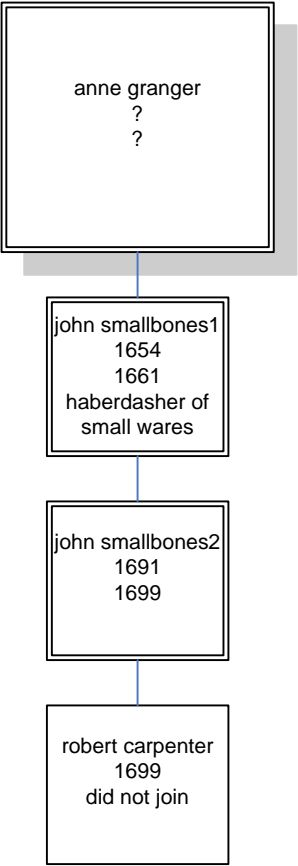 anne granger
?
?
john smallbones1
1654
1661
haberdasher of
small wares
john smallbones2
1691
1699
robert carpenter
1699
did not join